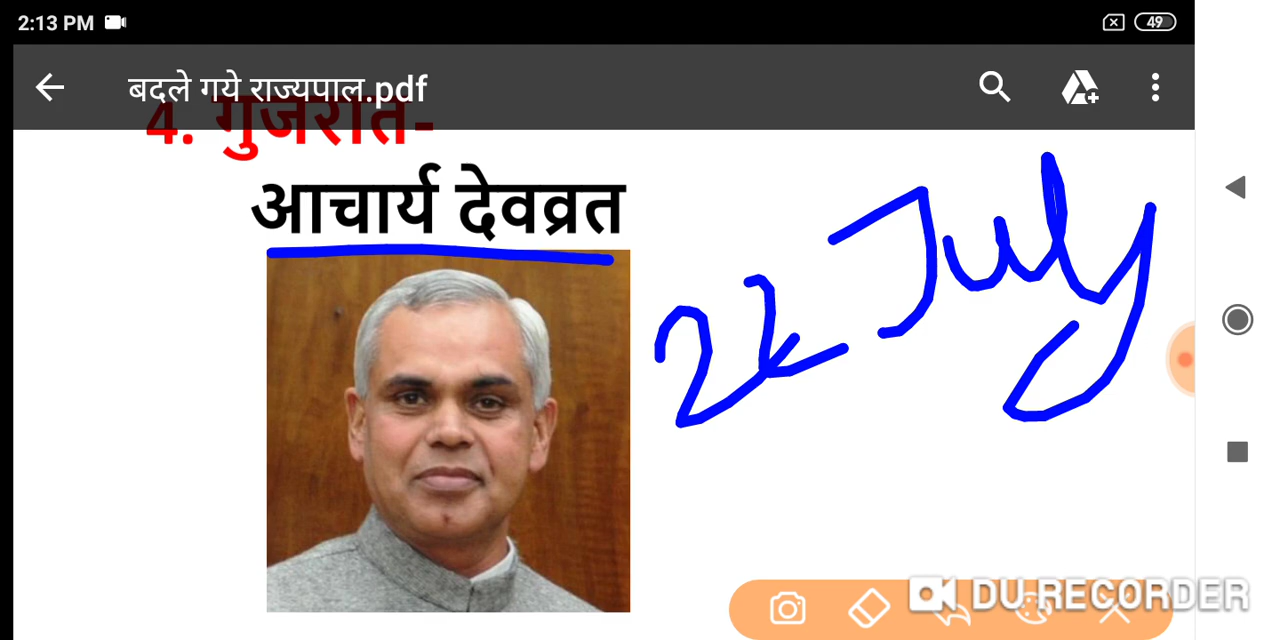 2:13 PM
49
बदले गये राज्यपाल.pdf
4. गुजरात-
आचार्य देवव्रत
22 July
DU RECORDER